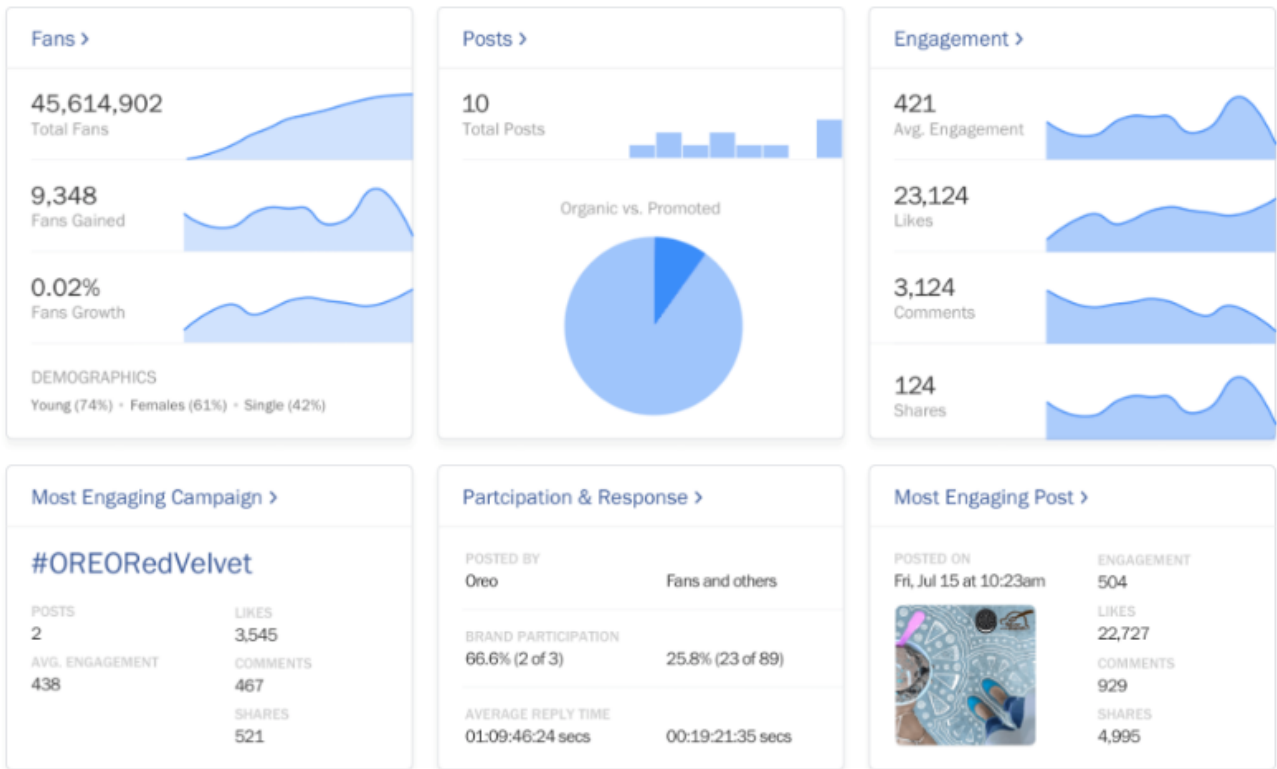 Fans >
45,614,902
Total Fans
9,348
Fans Gained
0.02%
Fans Growth
DEMOGRAPHICS
Young (74%) • Females (61%) • Single (42%)
Posts >
10
Total Posts
Organic vs. Promoted
Engagement >
421
Avg. Engagement
23,124
Likes
3,124
Comments
124
Shares
Most Engaging Campaign >
#OREORedVelvet
POSTS
2
AVG. ENGAGEMENT
438
LIKES
3,545
COMMENTS
467
SHARES
521
Partcipation & Response >
POSTED BY
Oreo Fans and others
BRAND PARTICIPATION
66.6% (2 of 3) 25.8% (23 of 89)
AVERAGE REPLY TIME
01:09:46:24 secs 00:19:21:35 secs
Most Engaging Post >
POSTED ON
Fri, Jul 15 at 10:23am
ENGAGEMENT
504
LIKES
22,727
COMMENTS
929
SHARES
4,995